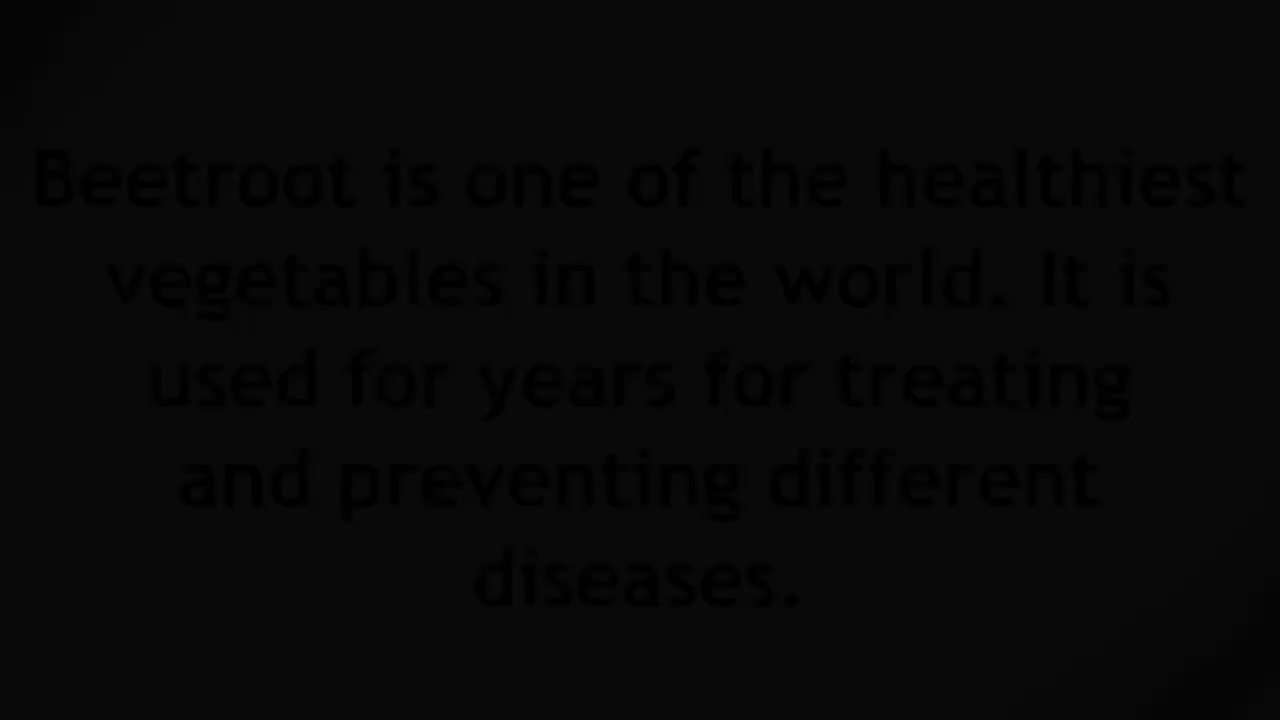 Beetroot is one of the healthiest
vegetables in the world. It is
used for years for treating
and preventing different
diseases.